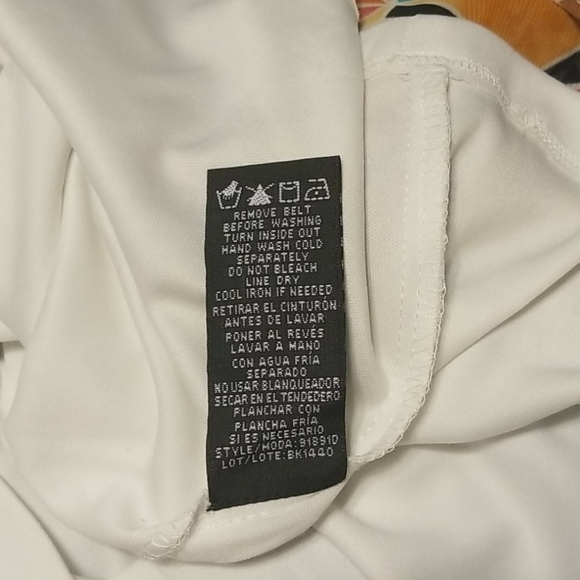 REMOVE BELT
BEFORE WASHING
TURN INSIDE OUT
HAND WASH COLD
SEPARATELY
DO NOT BLEACH
LINE DRY
COOL IRON IF NEEDED
RETIRAR EL CINTURÓN
ANTES DE LAVAR
PONER AL REVÉS
LAVAR A MANO
CON AGUA FRÍA
SEPARADO
NO USAR BLANQUEADOR
SECAR EN EL TENDEDERO
PLANCHAR CON
PLANCHA FRÍA
SI ES NECESARIO
STYLE/MODA: 91891D
LOT/LOTE: BK1440